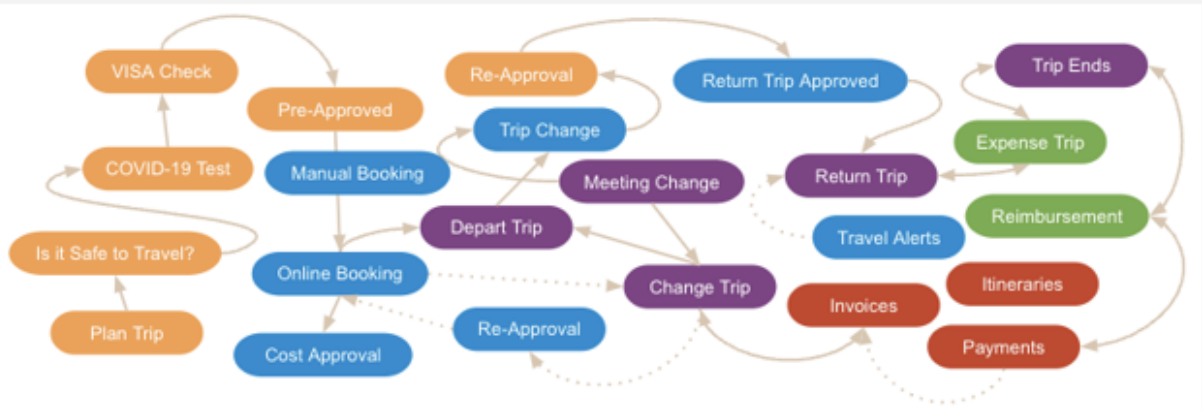 VISA Check
Re-Approval
Return Trip Approved
Trip Ends
Pre-Approved
Trip Change
Expense Trip
COVID-19 Test
Manual Booking
Meeting Change
Return Trip
Reimbursement
Depart Trip
Travel Alerts
Is it Safe to Travel?
Online Booking
Change Trip
Itineraries
Invoices
Plan Trip
Re-Approval
Cost Approval
Payments